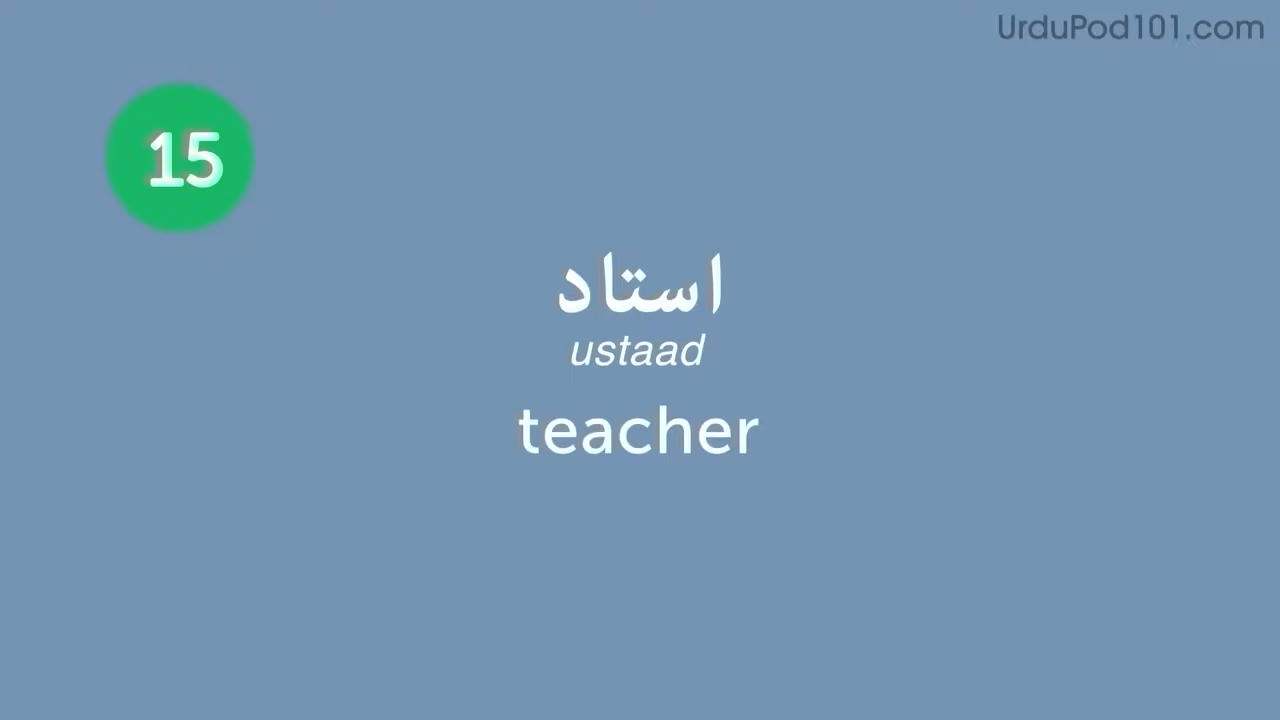 UrduPod101.com
15
استاد
ustaad
teacher